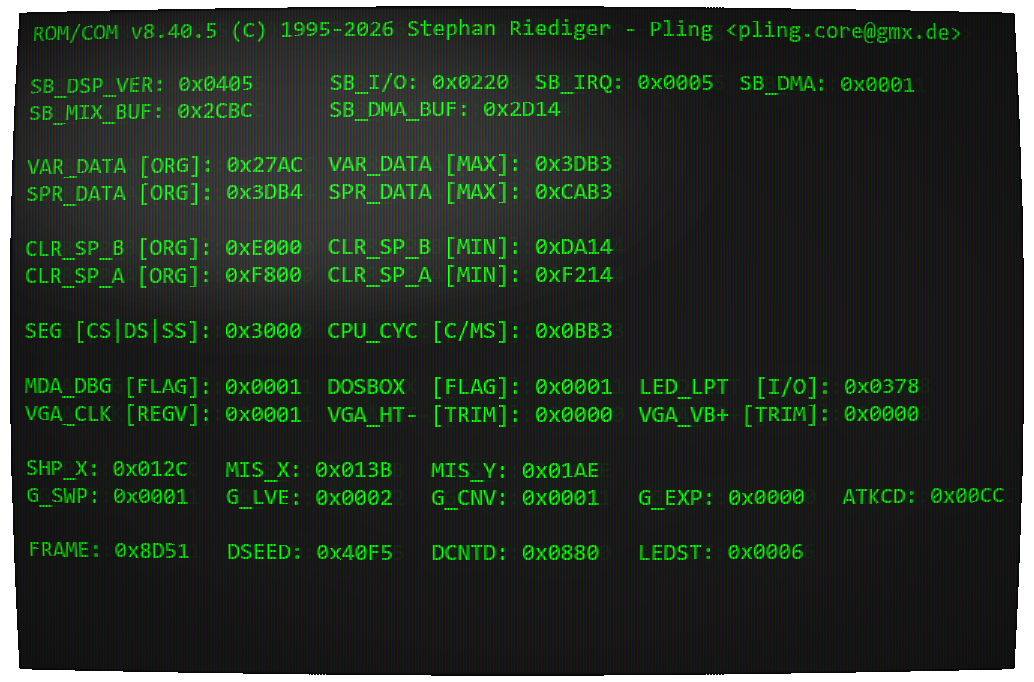 ROM/COM v8.40.5 (C) 1995-2026 Stephan Riediger - Pling <pling.core@gmx.de>
SB_DSP_VER: 0x0405 SB_I/O: 0x0220 SB_IRQ: 0x0005 SB_DMA: 0x0001
SB_MIX_BUF: 0x2CBC SB_DMA_BUF: 0x2D14
VAR_DATA [ORG]: 0x27AC VAR_DATA [MAX]: 0x3DB3
SPR_DATA [ORG]: 0x3DB4 SPR_DATA [MAX]: 0xCAB3
CLR_SP_B [ORG]: 0xE000 CLR_SP_B [MIN]: 0xDA14
CLR_SP_A [ORG]: 0xF800 CLR_SP_A [MIN]: 0xF214
SEG [CS|DS|SS]: 0x3000 CPU_CYC [C/MS]: 0x0BB3
MDA_DBG [FLAG]: 0x0001 DOSBOX [FLAG]: 0x0001 LED_LPT [I/O]: 0x0378
VGA_CLK [REGV]: 0x0001 VGA_HT- [TRIM]: 0x0000 VGA_VB+ [TRIM]: 0x0000
SHP_X: 0x012C MIS_X: 0x013B MIS_Y: 0x01AE
G_SWP: 0x0001 G_LVE: 0x0002 G_CNV: 0x0001 G_EXP: 0x0000 ATKCD: 0x00CC
FRAME: 0x8D51 DSEED: 0x40F5 DCNTD: 0x0880 LEDST: 0x0006